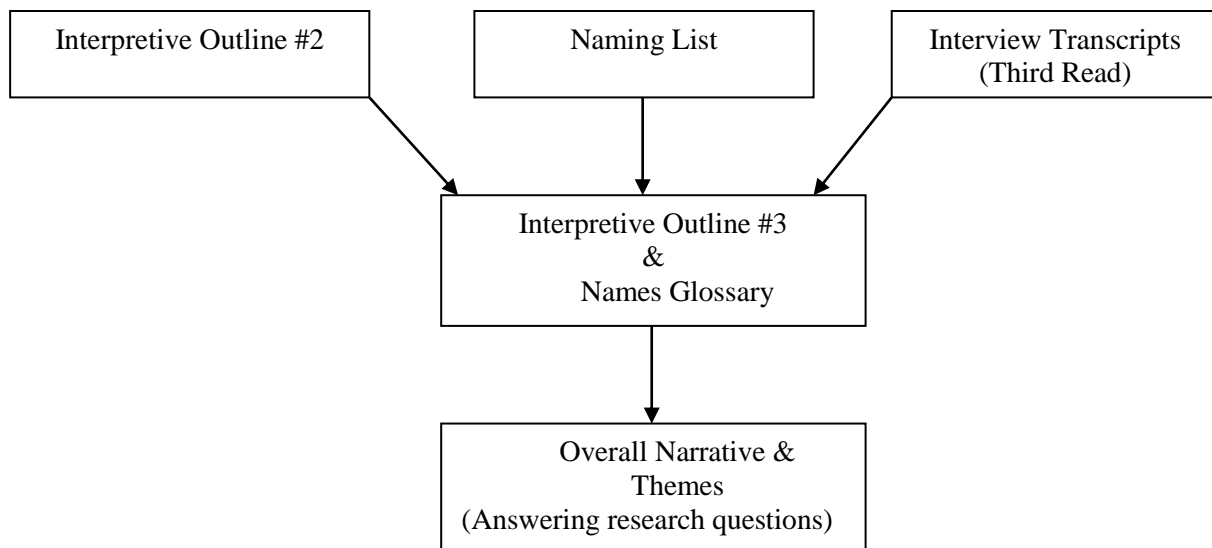 Interpretive Outline #2
Naming List
Interview Transcripts
(Third Read)
Interpretive Outline #3
&
Names Glossary
Overall Narrative &
Themes
(Answering research questions)